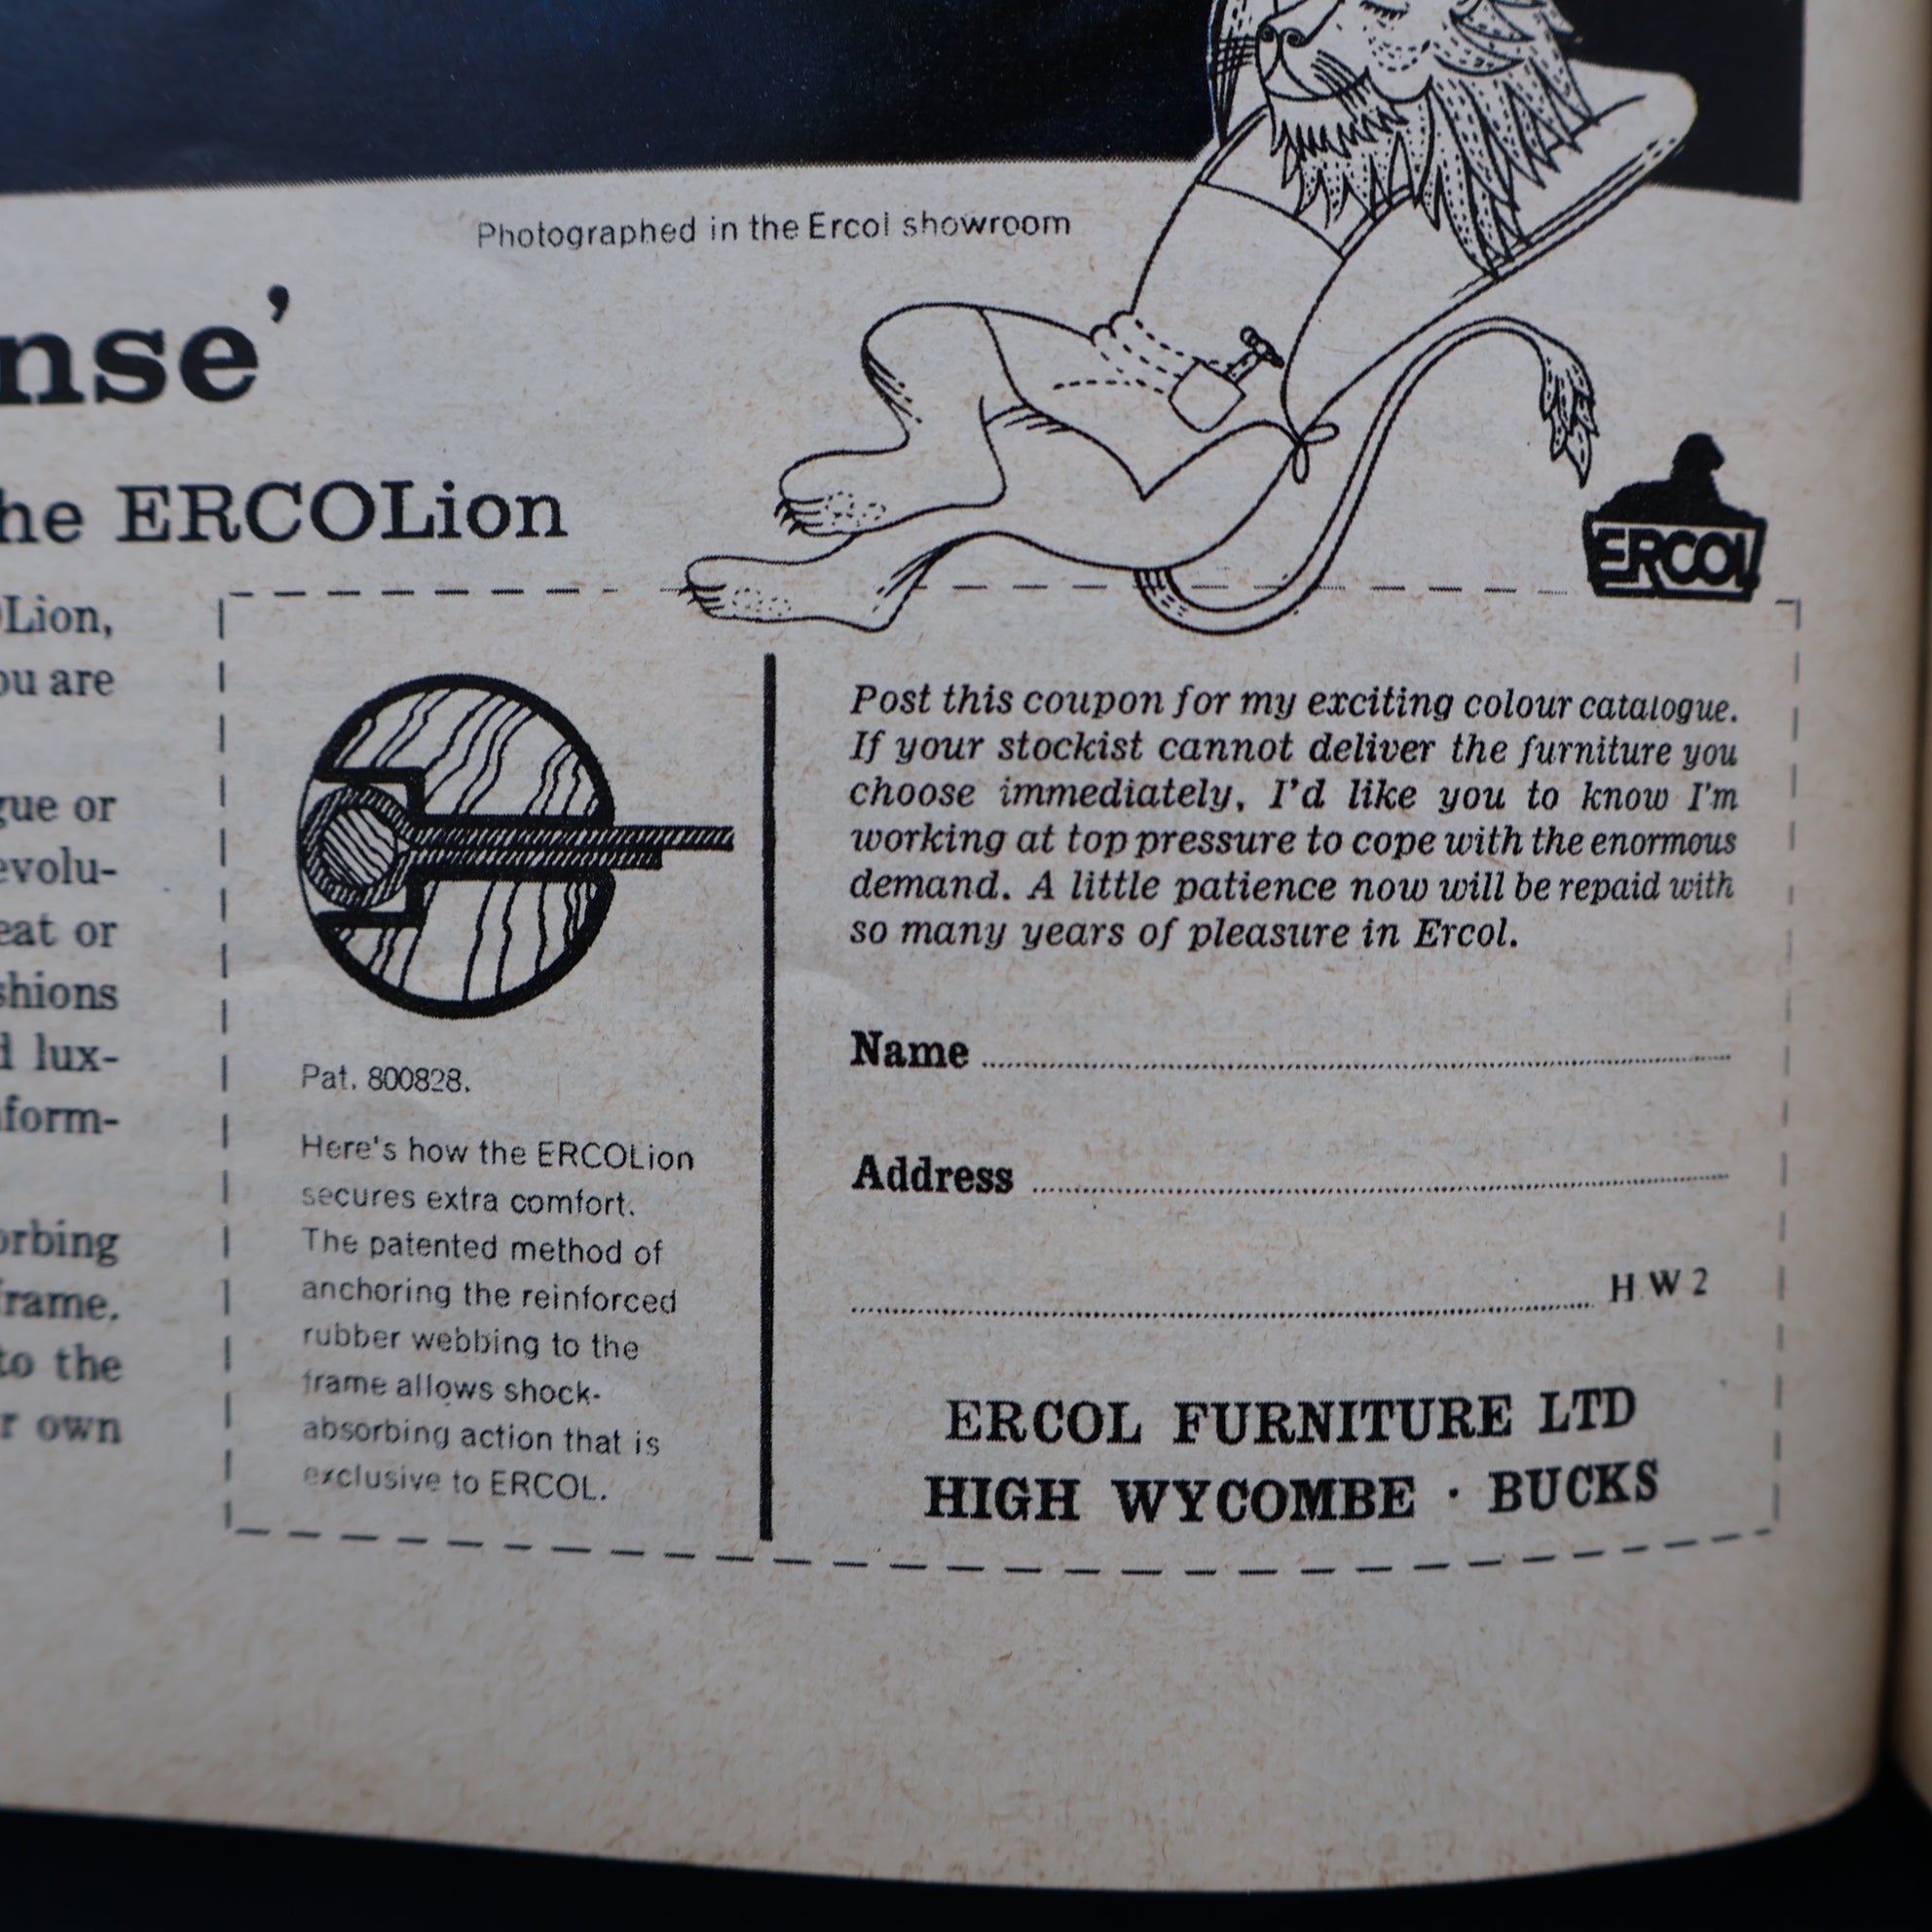 Photographed in the Ercol showroom
nse’
he ERCOLion
Lion,
ou are
gue or
evolu-
eat or
shions
d lux-
form-
orbing
frame.
to the
r own
ERCOL
Pat. 800828.
Here's how the ERCOLion
secures extra comfort.
The patented method of
anchoring the reinforced
rubber webbing to the
frame allows shock-
absorbing action that is
exclusive to ERCOL.
Post this coupon for my exciting colour catalogue.
If your stockist cannot deliver the furniture you
choose immediately, I'd like you to know I'm
working at top pressure to cope with the enormous
demand. A little patience now will be repaid with
so many years of pleasure in Ercol.
Name
Address
H W 2
ERCOL FURNITURE LTD
HIGH WYCOMBE · BUCKS